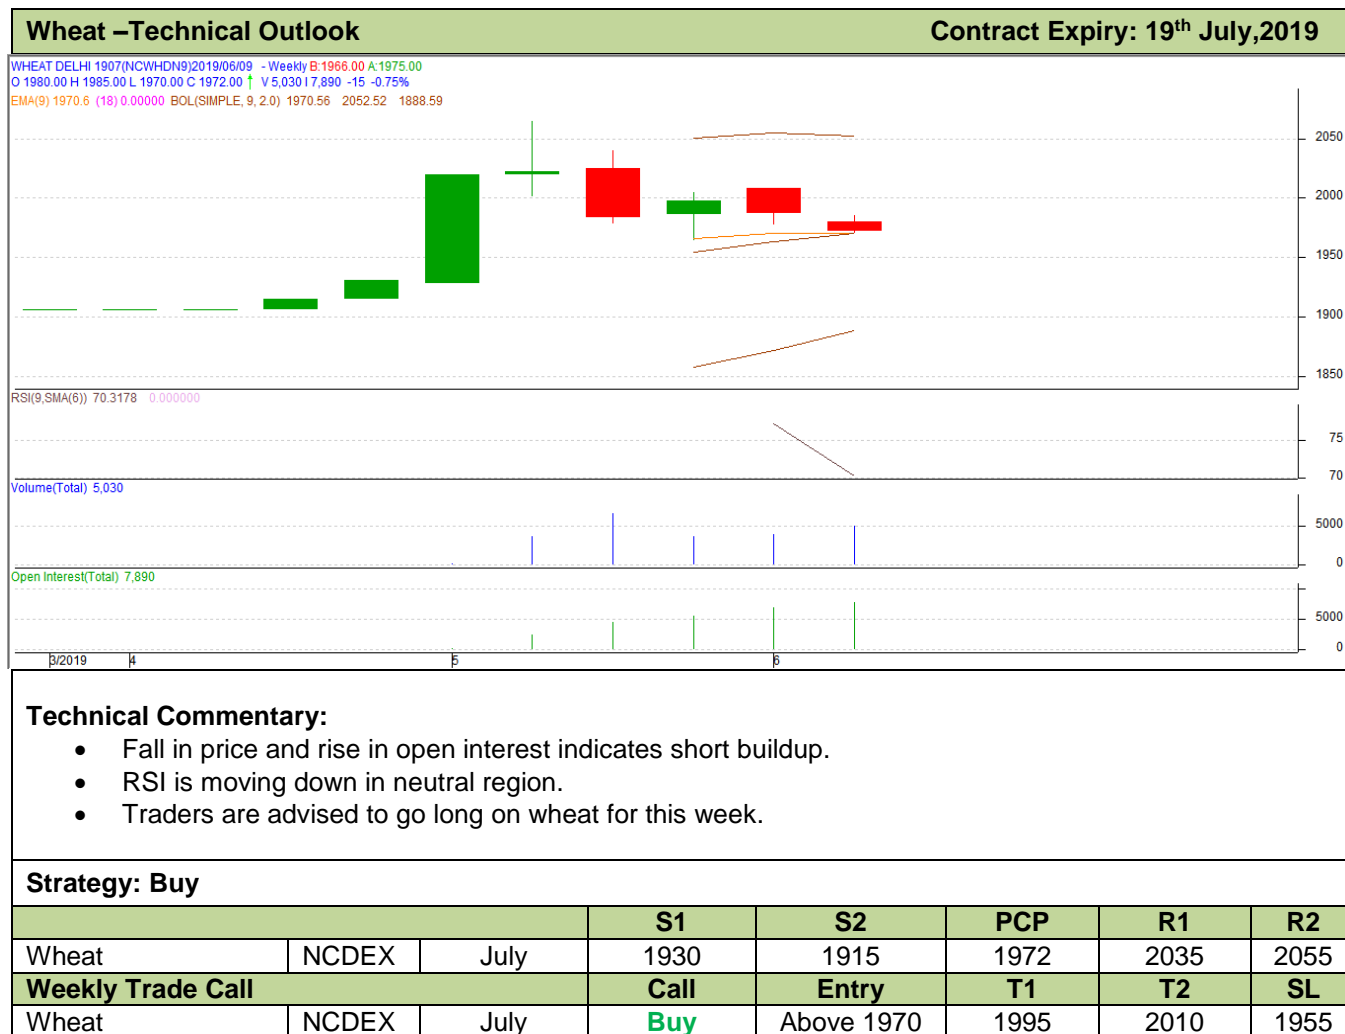 Wheat –Technical Outlook Contract Expiry: 19th July,2019
WHEAT DELHI 1907(NCWHDN9)2019/06/09 - Weekly B:1966.00 A:1975.00
O 1980.00 H 1985.00 L 1970.00 C 1972.00 ↑ V 5,030 I 7,890 -15 -0.75%
EMA(9) 1970.6 (18) 0.00000 BOL(SIMPLE, 9, 2.0) 1970.56 2052.52 1888.59
2050
2000
1950
1900
1850
RSI(9,SMA(6)) 70.3178 0.000000
75
70
Volume(Total) 5,030
5000
0
Open Interest(Total) 7,890
5000
0
3/2019 4 5 6
Technical Commentary:
• Fall in price and rise in open interest indicates short buildup.
• RSI is moving down in neutral region.
• Traders are advised to go long on wheat for this week.
Strategy: Buy
S1 S2 PCP R1 R2
Wheat NCDEX July 1930 1915 1972 2035 2055
Weekly Trade Call Call Entry T1 T2 SL
Wheat NCDEX July Buy Above 1970 1995 2010 1955